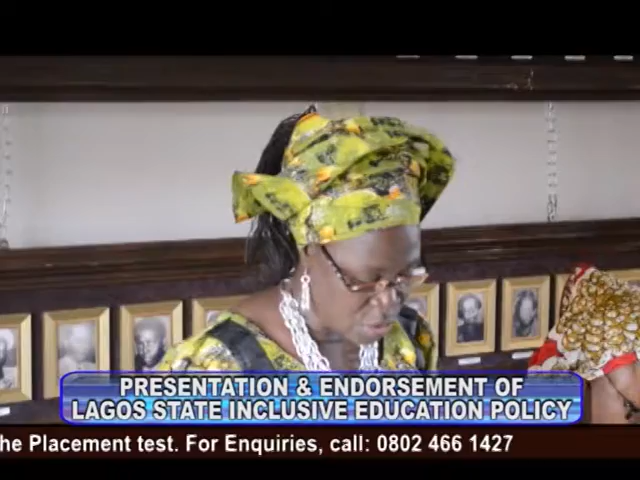 PRESENTATION & ENDORSEMENT OF
LAGOS STATE INCLUSIVE EDUCATION POLICY
he Placement test. For Enquiries, call: 0802 466 1427